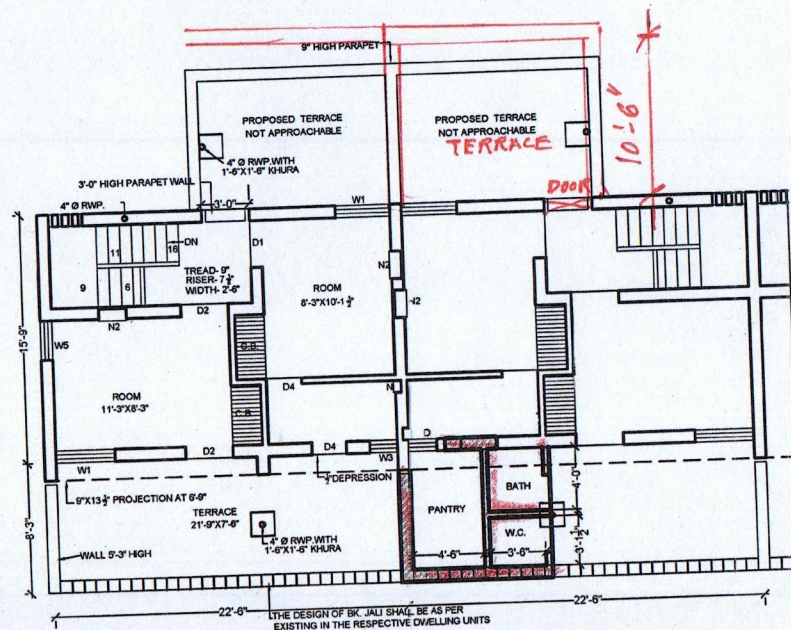 9" HIGH PARAPET
PROPOSED TERRACE
NOT APPROACHABLE
PROPOSED TERRACE
NOT APPROACHABLE
TERRACE
10'-6"
DOOR
4" Ø RWP.WITH
1'-6"X1'-6" KHURA
3'-0" HIGH PARAPET WALL
4" Ø RWP.
3'-0"
W1
D1
DN
11
16
9
6
TREAD- 9"
RISER- 7 1/2"
WIDTH- 2'-6"
N2
ROOM
8'-3"X10'-1 1/2"
N2
N2
D2
15'-9"
W5
C.B.
ROOM
11'-3"X8'-3"
D4
N
C.B.
D2
D4
W3
D
W1
1/2" DEPRESSION
BATH
4'-0"
9"X13 1/2" PROJECTION AT 6'-9"
TERRACE
21'-9"X7'-6"
PANTRY
W.C.
3'-1 1/2"
8'-3"
4" Ø RWP.WITH
1'-6"X1'-6" KHURA
WALL 5'-3" HIGH
4'-6"
3'-6"
22'-6"
22'-6"
THE DESIGN OF BK. JALI SHALL BE AS PER
EXISTING IN THE RESPECTIVE DWELLING UNITS